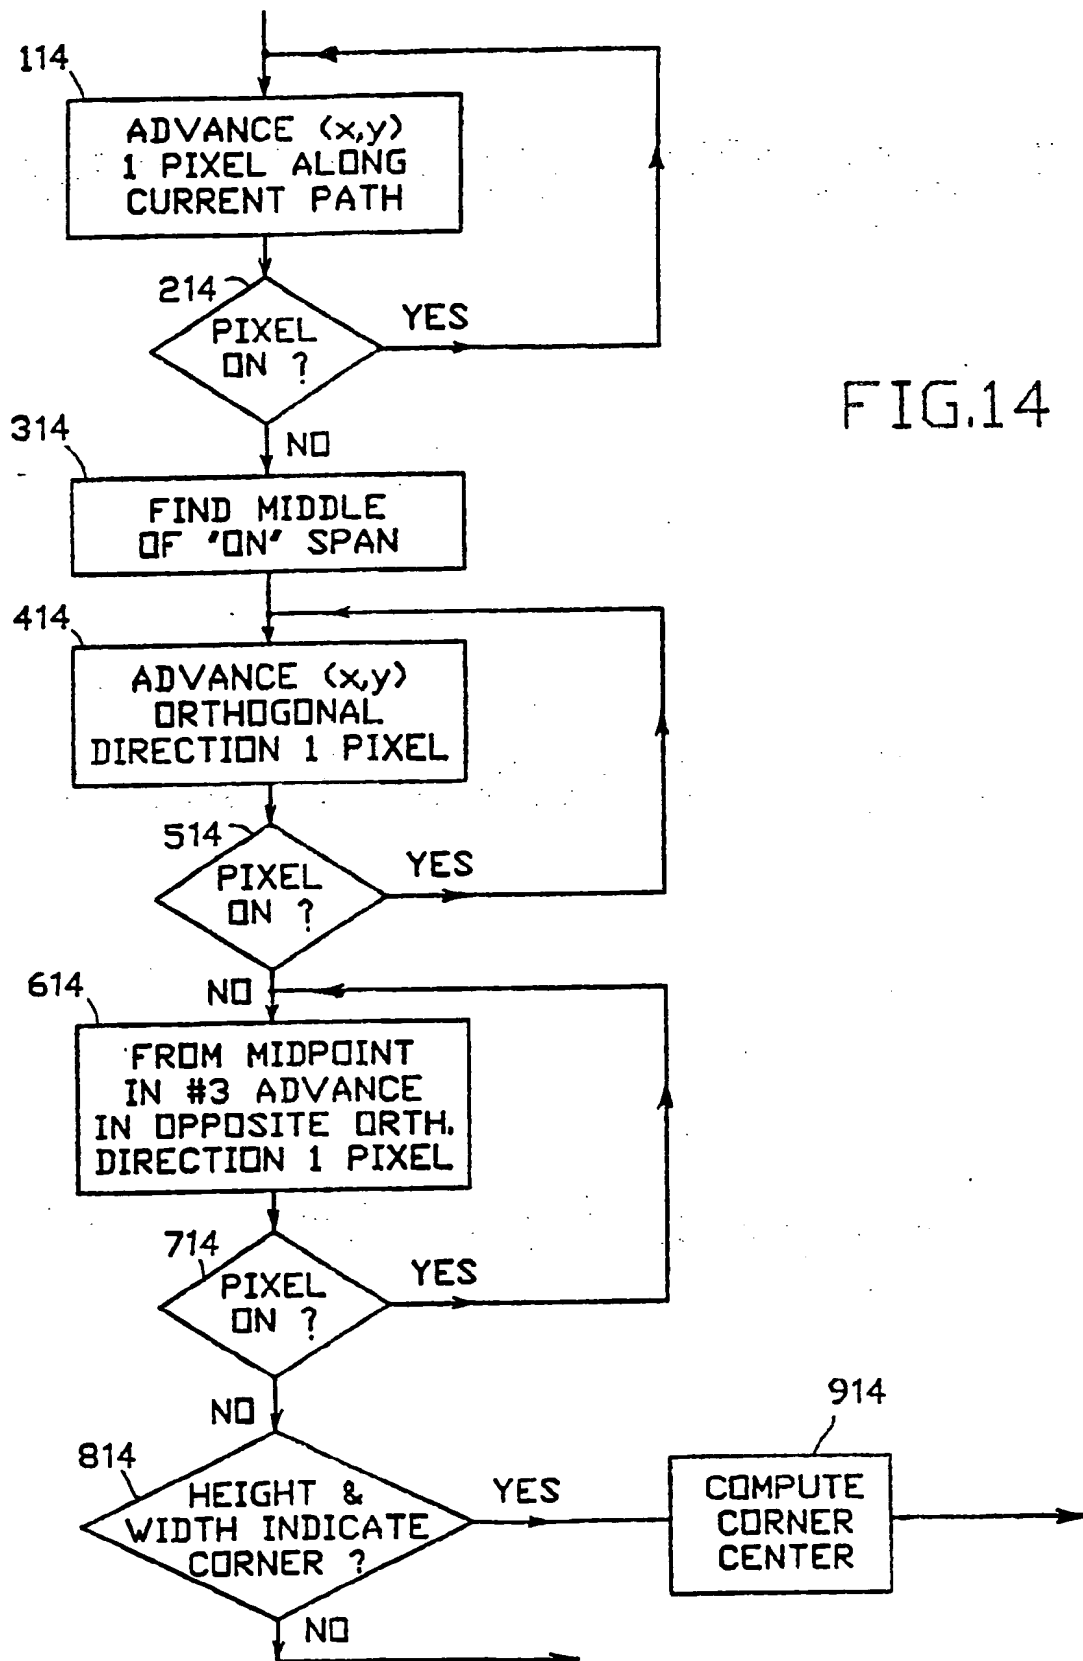 114
ADVANCE (x,y)
1 PIXEL ALONG
CURRENT PATH
214
PIXEL
ON ?
YES
FIG.14
314
NO
FIND MIDDLE
OF "ON" SPAN
414
ADVANCE (x,y)
ORTHOGONAL
DIRECTION 1 PIXEL
514
PIXEL
ON ?
YES
614
NO
FROM MIDPOINT
IN #3 ADVANCE
IN OPPOSITE ORTH.
DIRECTION 1 PIXEL
714
PIXEL
ON ?
YES
NO
814
HEIGHT &
WIDTH INDICATE
CORNER ?
YES
914
COMPUTE
CORNER
CENTER
NO